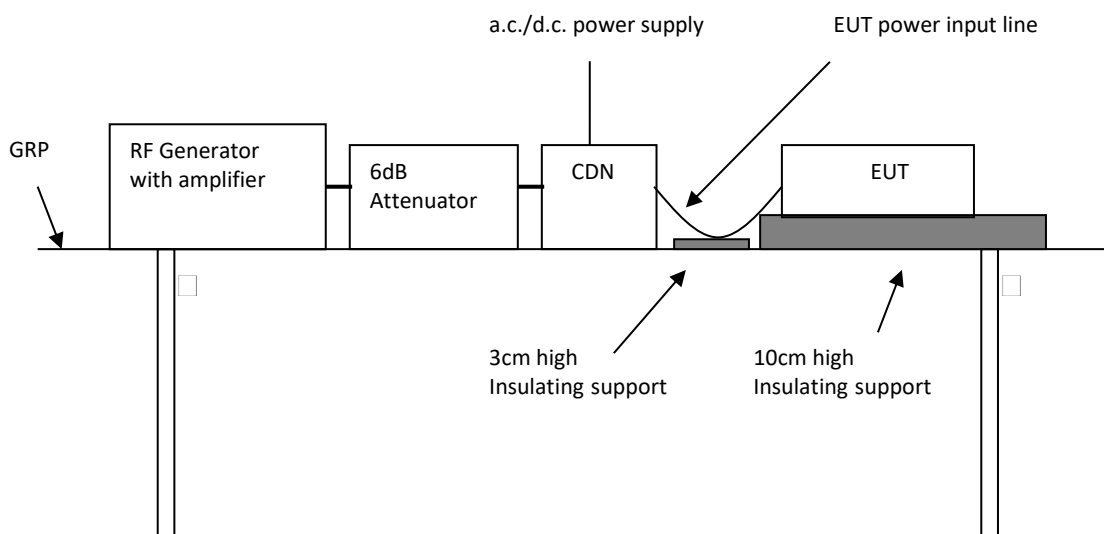 a.c./d.c. power supply
EUT power input line
GRP
RF Generator
with amplifier
6dB
Attenuator
CDN
EUT
3cm high
Insulating support
10cm high
Insulating support